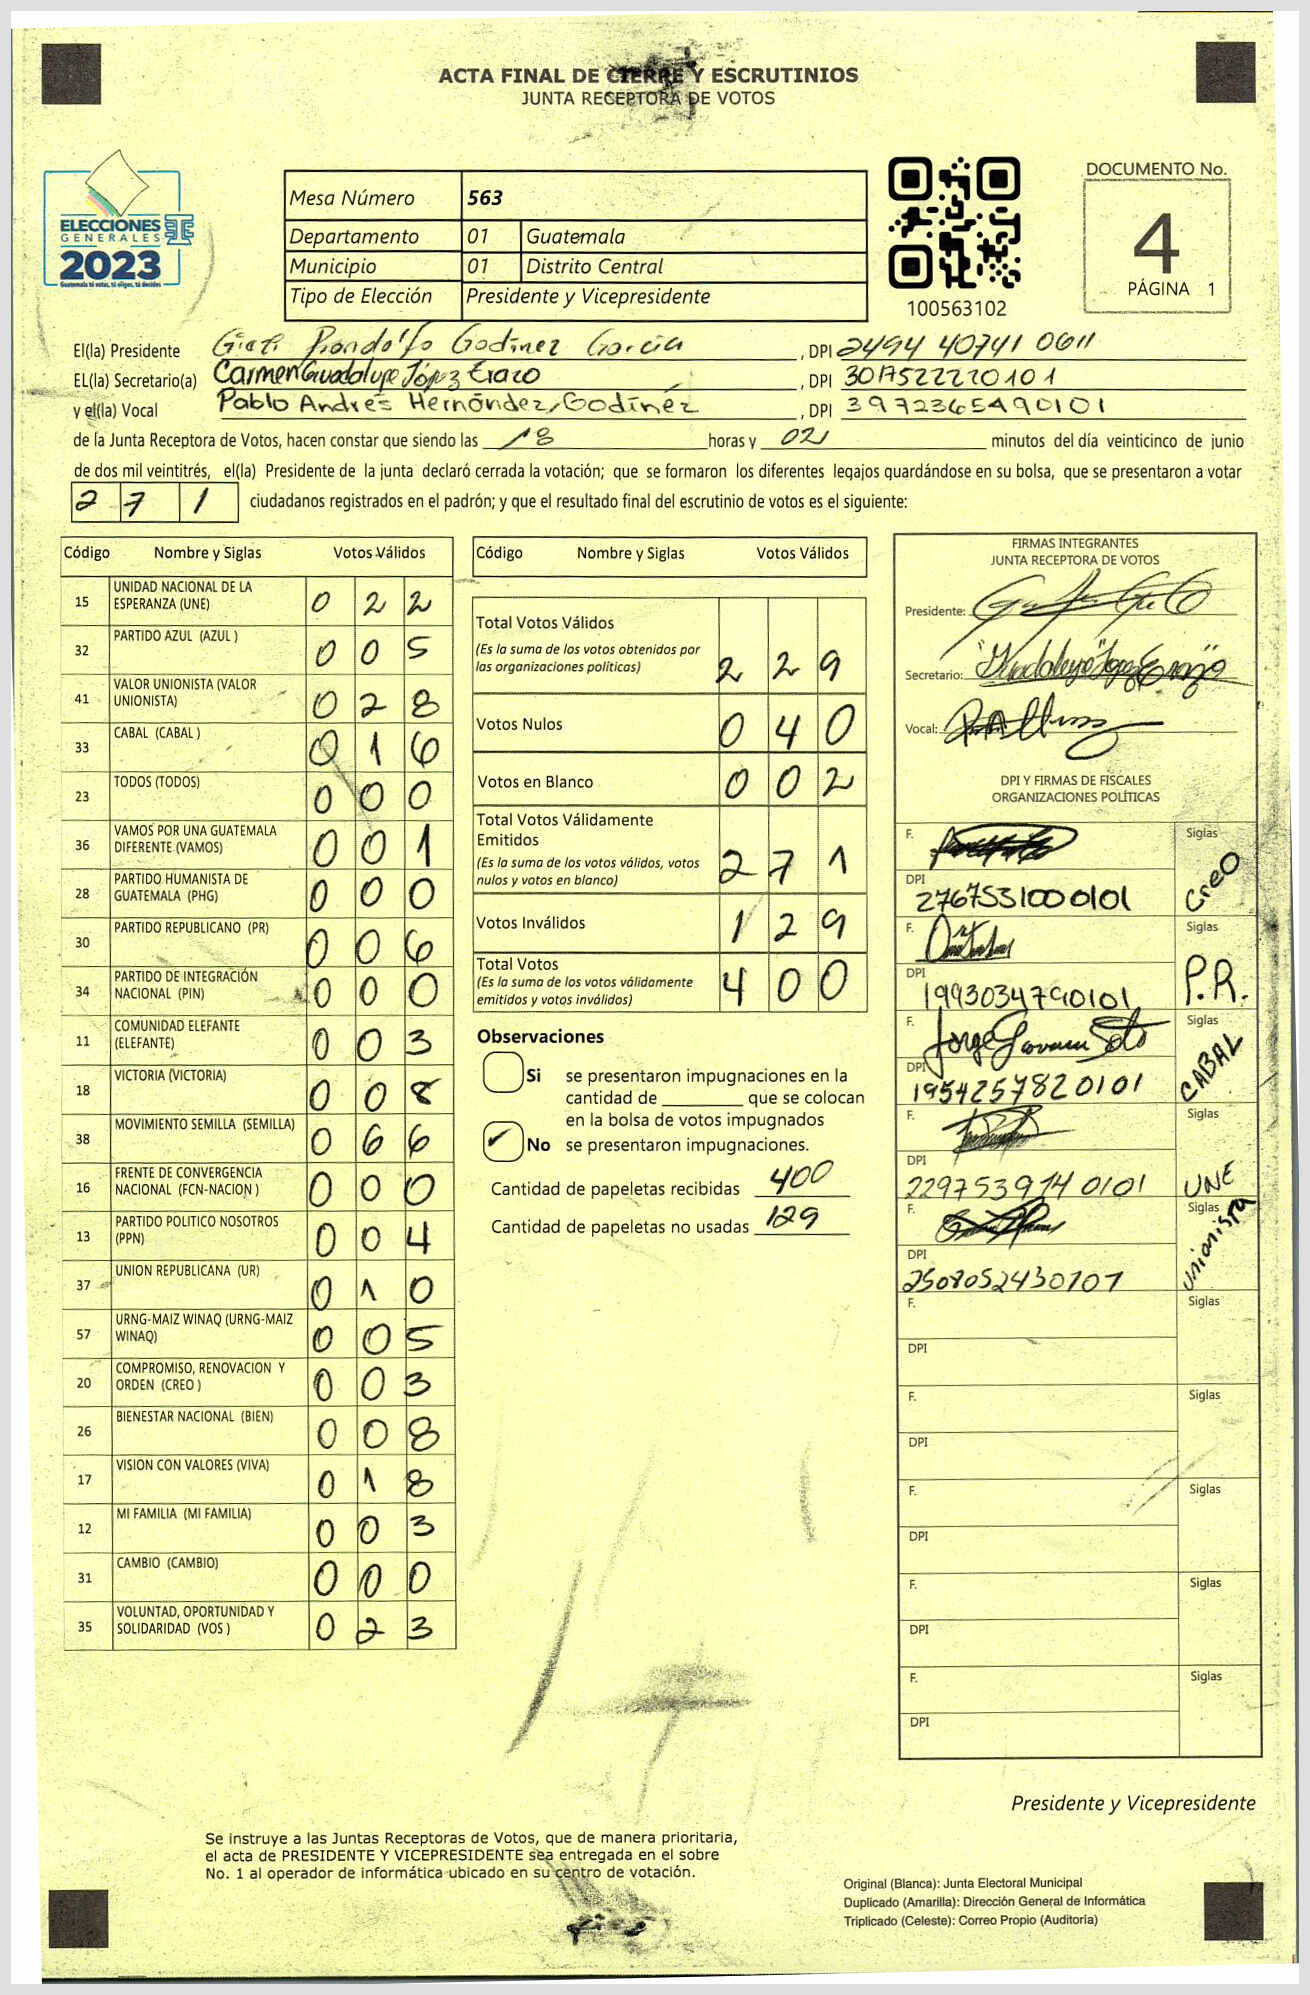 ACTA FINAL DE CIERRE Y ESCRUTINIOS
JUNTA RECEPTORA DE VOTOS
ELECCIONES
GENERALES
2023
Guatemala tú votas, tú eliges, tú decides
Mesa Número 563
Departamento 01 Guatemala
Municipio 01 Distrito Central
Tipo de Elección Presidente y Vicepresidente
100563102
DOCUMENTO No.
4
PÁGINA 1
El(la) Presidente Rondolfo Godinez García , DPI 2494 40741 0611
EL(la) Secretario(a) Carmen Guadalupe López Erazo , DPI 3017522220101
y el(la) Vocal Pablo Andrés Hernández Godínez , DPI 3972365490101
de la Junta Receptora de Votos, hacen constar que siendo las 18 horas y 02 minutos del día veinticinco de junio
de dos mil veintitrés, el(la) Presidente de la junta declaró cerrada la votación; que se formaron los diferentes legajos quardándose en su bolsa, que se presentaron a votar
2 7 1 ciudadanos registrados en el padrón; y que el resultado final del escrutinio de votos es el siguiente:
Código Nombre y Siglas Votos Válidos
15 UNIDAD NACIONAL DE LA ESPERANZA (UNE) 0 2 2
32 PARTIDO AZUL (AZUL ) 0 0 5
41 VALOR UNIONISTA (VALOR UNIONISTA) 0 2 8
33 CABAL (CABAL ) 0 1 6
23 TODOS (TODOS) 0 0 0
36 VAMOS POR UNA GUATEMALA DIFERENTE (VAMOS) 0 0 1
28 PARTIDO HUMANISTA DE GUATEMALA (PHG) 0 0 0
30 PARTIDO REPUBLICANO (PR) 0 0 6
34 PARTIDO DE INTEGRACIÓN NACIONAL (PIN) 0 0 0
11 COMUNIDAD ELEFANTE (ELEFANTE) 0 0 3
18 VICTORIA (VICTORIA) 0 0 8
38 MOVIMIENTO SEMILLA (SEMILLA) 0 6 6
16 FRENTE DE CONVERGENCIA NACIONAL (FCN-NACION ) 0 0 0
13 PARTIDO POLITICO NOSOTROS (PPN) 0 0 4
37 UNION REPUBLICANA (UR) 0 1 0
57 URNG-MAIZ WINAQ (URNG-MAIZ WINAQ) 0 0 5
20 COMPROMISO, RENOVACION Y ORDEN (CREO ) 0 0 3
26 BIENESTAR NACIONAL (BIEN) 0 0 8
17 VISION CON VALORES (VIVA) 0 1 8
12 MI FAMILIA (MI FAMILIA) 0 0 3
31 CAMBIO (CAMBIO) 0 0 0
35 VOLUNTAD, OPORTUNIDAD Y SOLIDARIDAD (VOS ) 0 2 3
Código Nombre y Siglas Votos Válidos
Total Votos Válidos
(Es la suma de los votos obtenidos por
las organizaciones políticas) 2 2 9
Votos Nulos 0 4 0
Votos en Blanco 0 0 2
Total Votos Válidamente
Emitidos
(Es la suma de los votos válidos, votos
nulos y votos en blanco) 2 7 1
Votos Inválidos 1 2 9
Total Votos
(Es la suma de los votos válidamente
emitidos y votos inválidos) 4 0 0
Observaciones
Si se presentaron impugnaciones en la
cantidad de ________ que se colocan
en la bolsa de votos impugnados
No se presentaron impugnaciones.
Cantidad de papeletas recibidas 400
Cantidad de papeletas no usadas 129
FIRMAS INTEGRANTES
JUNTA RECEPTORA DE VOTOS
Presidente:
Secretario:
Vocal:
DPI Y FIRMAS DE FISCALES
ORGANIZACIONES POLÍTICAS
F. Siglas
DPI 2767531000101 CREO
F. Siglas
DPI 1993034790101 P.R.
F. Jorge Giovanni Soto Siglas
DPI 1954257820101 CABAL
F. Siglas
DPI 2297539140101 UNE
F. Siglas
DPI 2508052430101 Unionista
F. Siglas
DPI
F. Siglas
DPI
F. Siglas
DPI
F. Siglas
DPI
F. Siglas
DPI
Presidente y Vicepresidente
Se instruye a las Juntas Receptoras de Votos, que de manera prioritaria,
el acta de PRESIDENTE Y VICEPRESIDENTE sea entregada en el sobre
No. 1 al operador de informática ubicado en su centro de votación.
Original (Blanca): Junta Electoral Municipal
Duplicado (Amarilla): Dirección General de Informática
Triplicado (Celeste): Correo Propio (Auditoría)